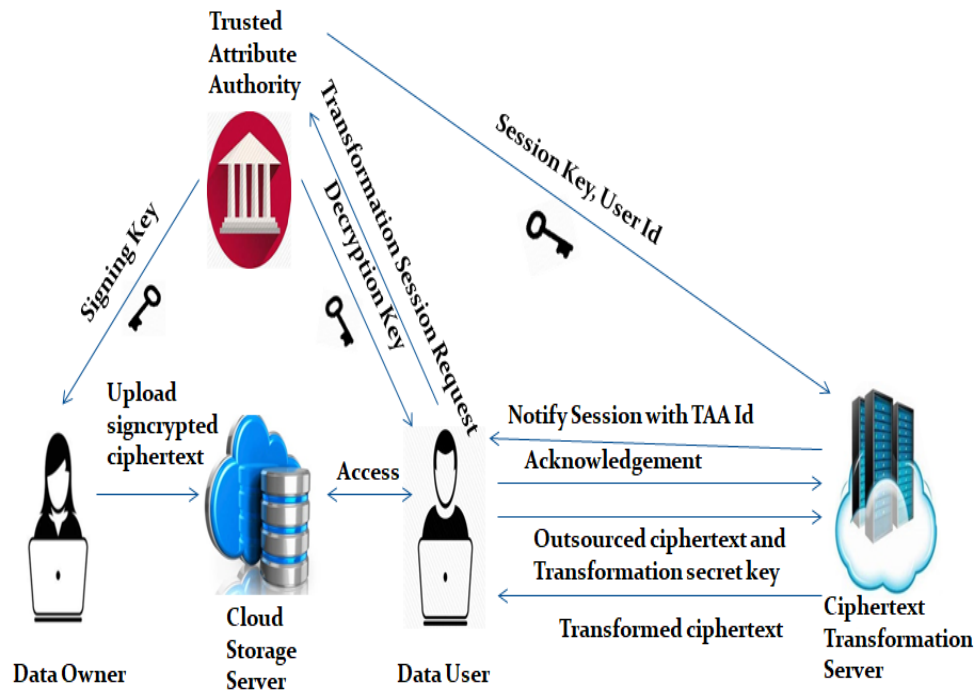 Trusted
Attribute
Authority
Transformation Session Request
Decryption Key
Session Key, User Id
Signing Key
Upload
signcrypted
ciphertext
Access
Notify Session with TAA Id
Acknowledgement
Outsourced ciphertext and
Transformation secret key
Transformed ciphertext
Data Owner
Cloud
Storage
Server
Data User
Ciphertext
Transformation
Server